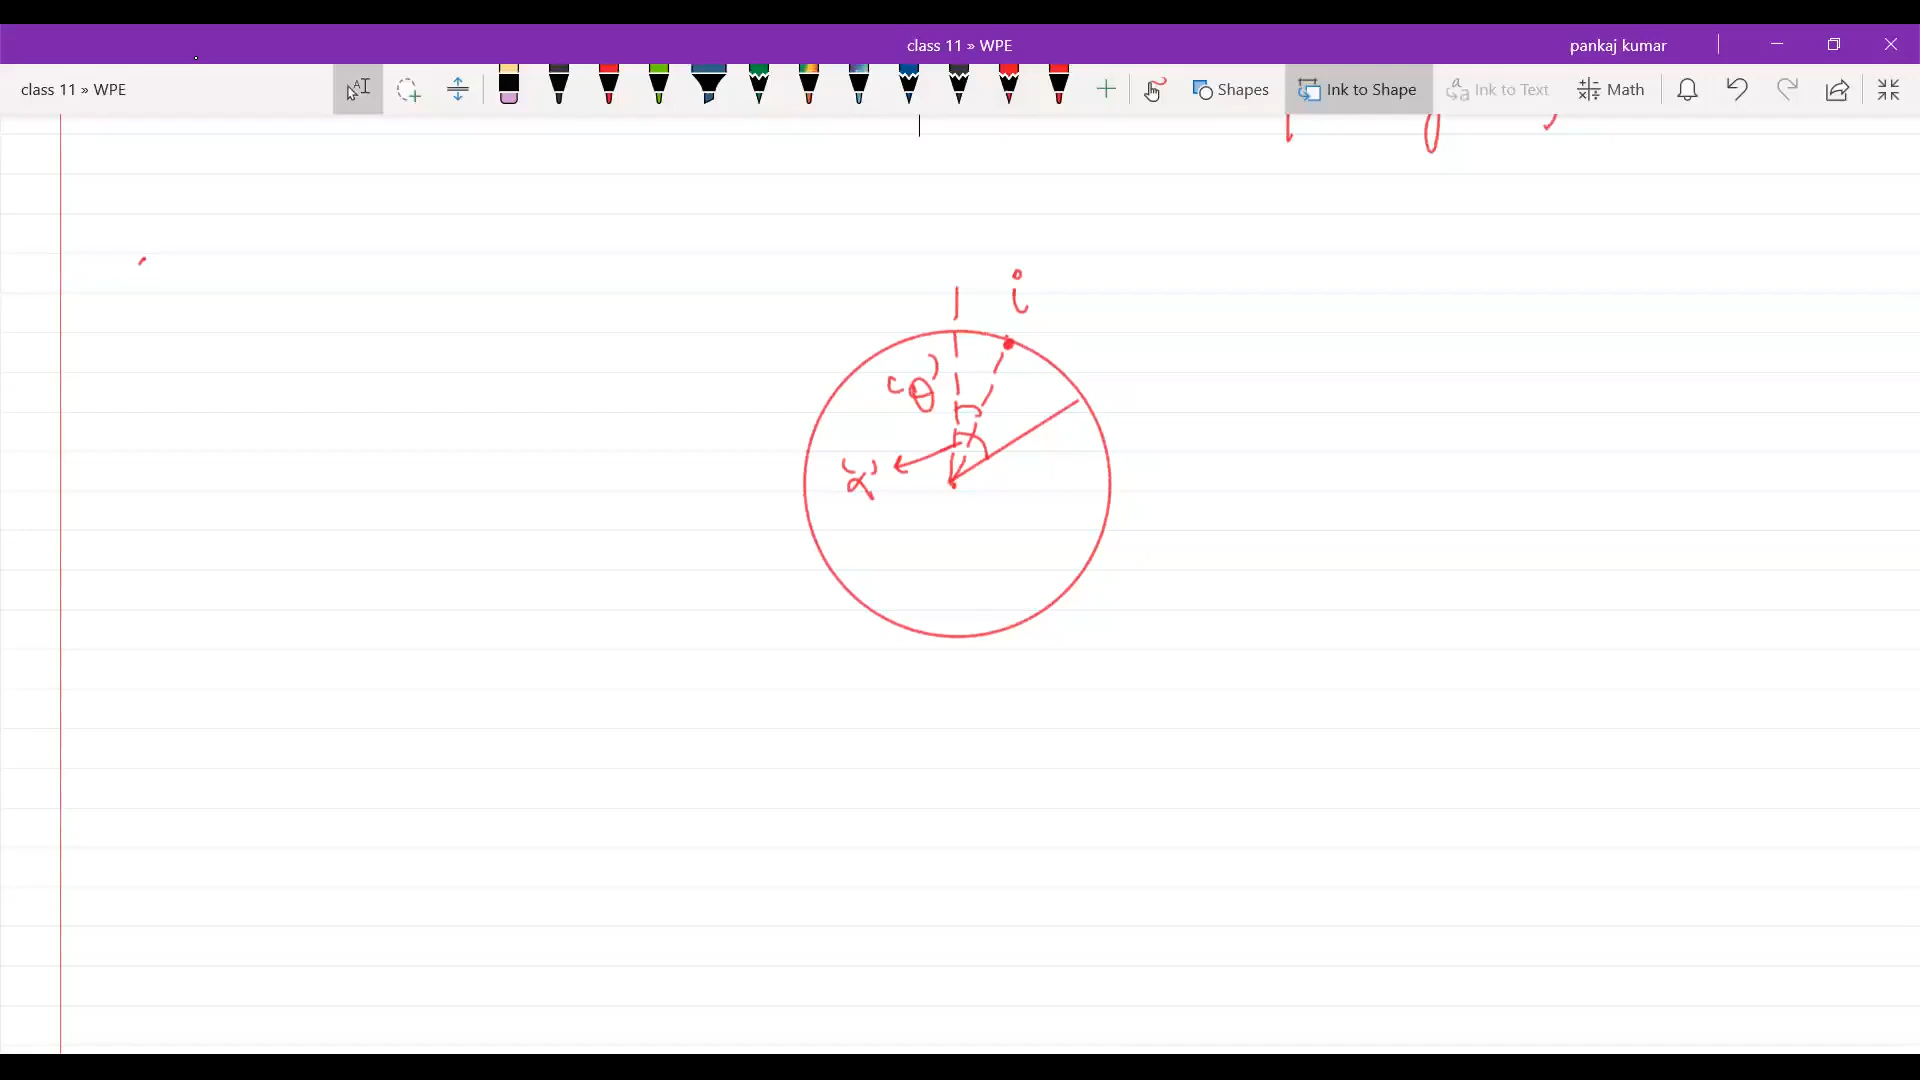 class 11 » WPE
pankaj kumar
class 11 » WPE
Shapes
Ink to Shape
Ink to Text
Math
i
'θ'
'α'